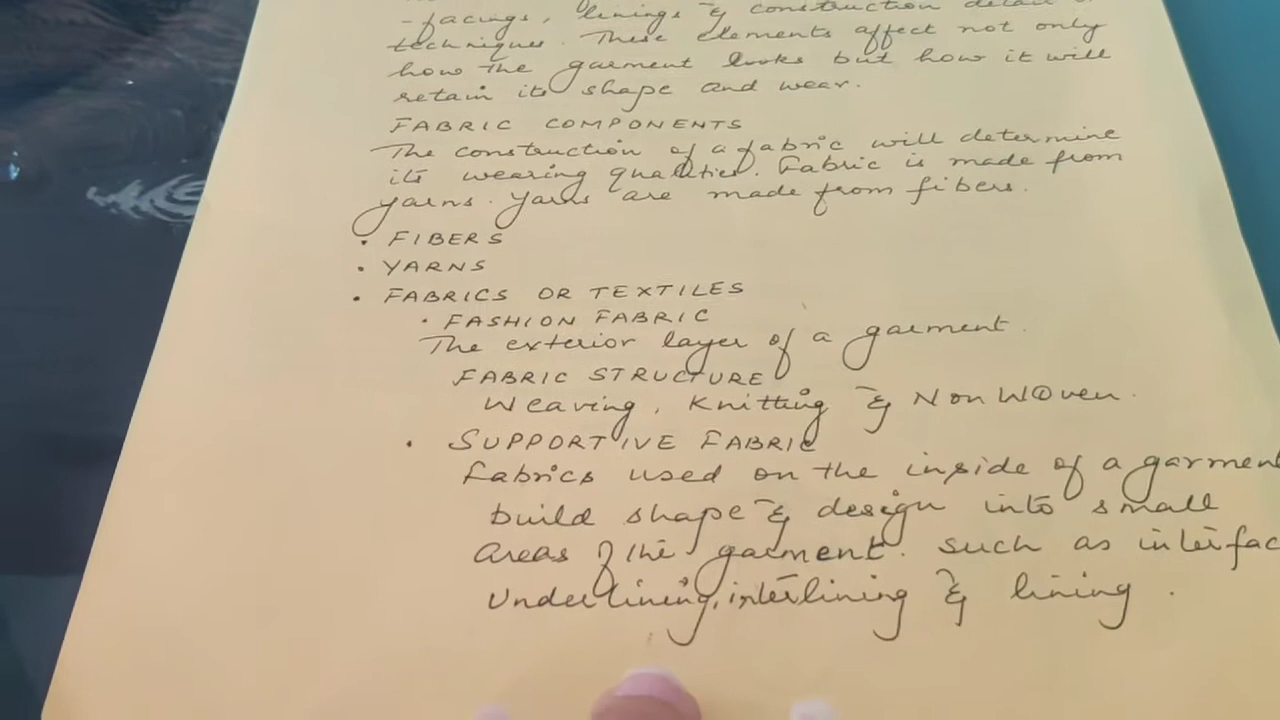 -facings, linings & construction detail
techniques. These elements affect not only
how the garment looks but how it will
retain its shape and wear.
FABRIC COMPONENTS
The construction of a fabric will determine
its wearing qualities. Fabric is made from
yarns. Yarns are made from fibers.
• FIBERS
• YARNS
• FABRICS OR TEXTILES
• FASHION FABRIC
The exterior layer of a garment.
FABRIC STRUCTURE
Weaving, Knitting & Non Woven.
• SUPPORTIVE FABRIC
Fabrics used on the inside of a garmen
build shape & design into small
areas of the garment. such as interfac
Underlining, interlining & lining.